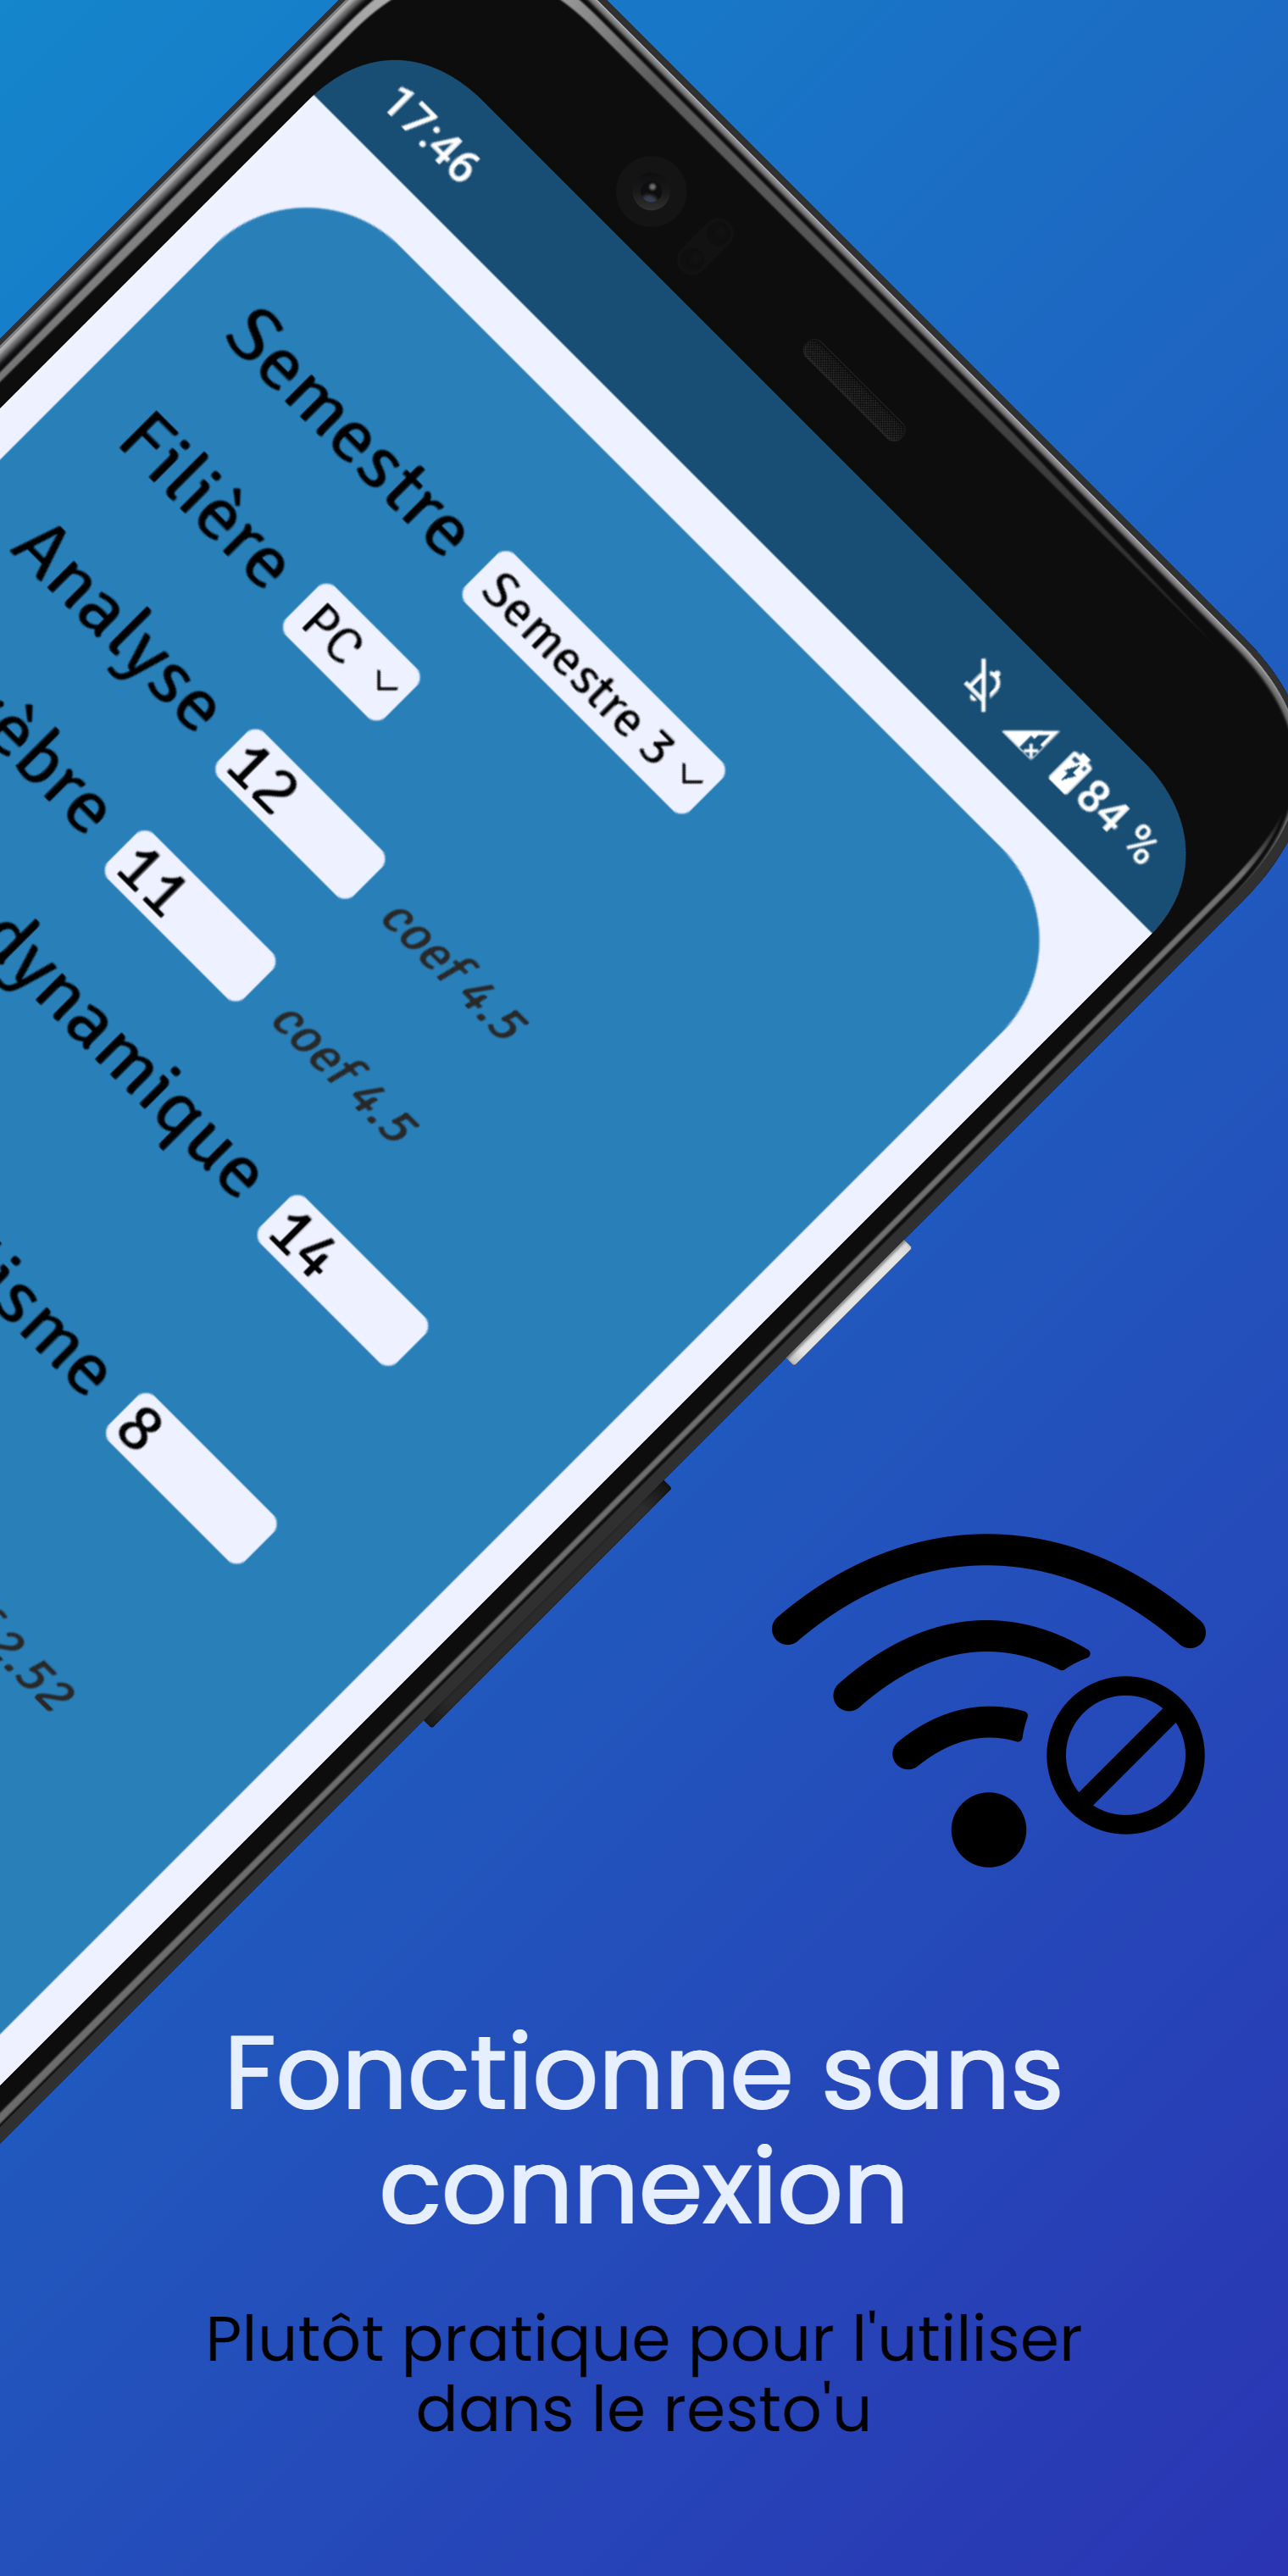 17:46
84 %
Semestre Semestre 3
Filière PC
Analyse 12 coef 4.5
èbre 11 coef 4.5
dynamique 14
isme 8
2.52
Fonctionne sans
connexion
Plutôt pratique pour l'utiliser
dans le resto'u